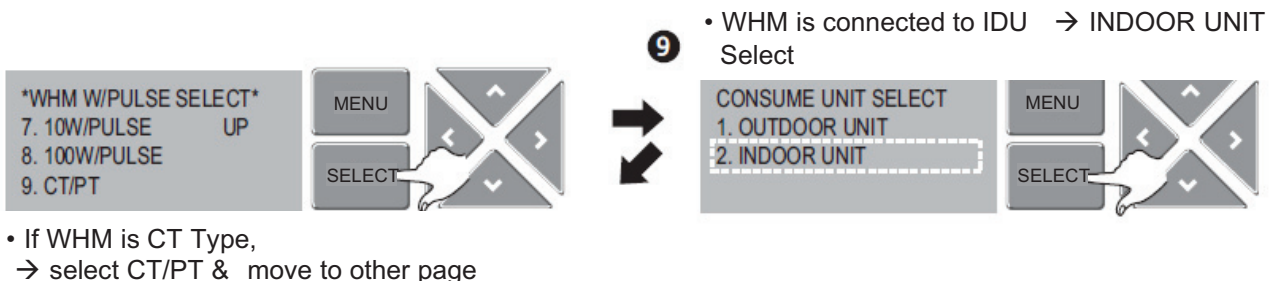 *WHM W/PULSE SELECT*
7. 10W/PULSE UP
8. 100W/PULSE
9. CT/PT
MENU
SELECT
• If WHM is CT Type,
→ select CT/PT & move to other page
9
• WHM is connected to IDU → INDOOR UNIT
Select
CONSUME UNIT SELECT
1. OUTDOOR UNIT
2. INDOOR UNIT
MENU
SELECT